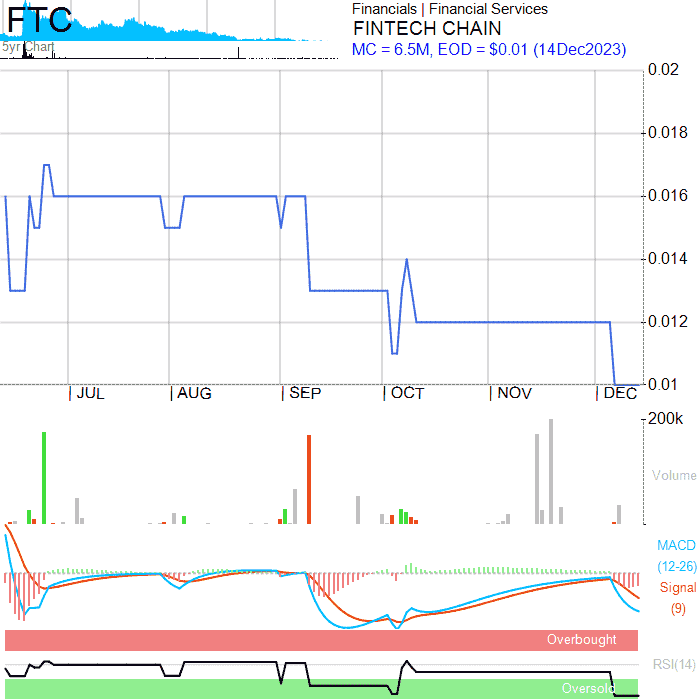 FTC
5yr Chart
Financials | Financial Services
FINTECH CHAIN
MC = 6.5M, EOD = $0.01 (14Dec2023)
0.02
0.018
0.016
0.014
0.012
0.01
| JUL | AUG | SEP | OCT | NOV | DEC
200k
Volume
MACD
(12-26)
Signal
(9)
Overbought
RSI(14)
Oversold